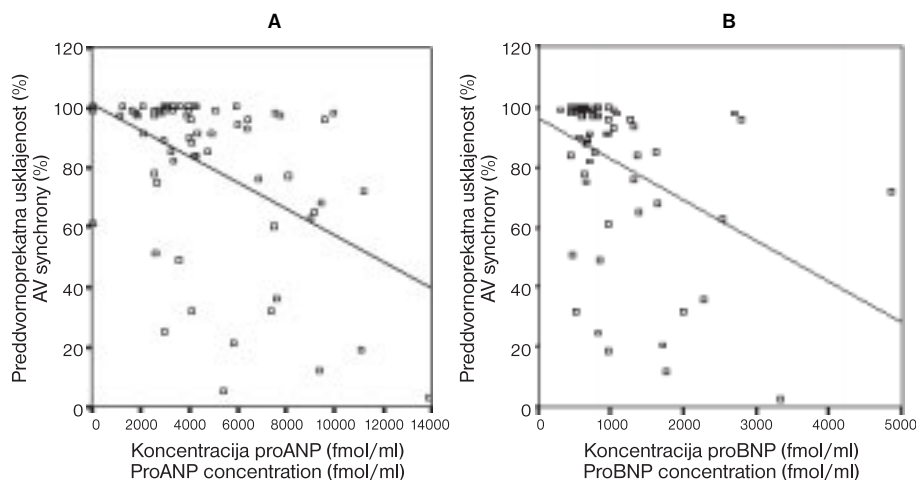 A
B
Preddvornoprekatna usklajenost (%)
AV synchrony (%)
120
100
80
60
40
20
0
0 2000 4000 6000 8000 10000 12000 14000
Koncentracija proANP (fmol/ml)
ProANP concentration (fmol/ml)
Preddvornoprekatna usklajenost (%)
AV synchrony (%)
120
100
80
60
40
20
0
0 1000 2000 3000 4000 5000
Koncentracija proBNP (fmol/ml)
ProBNP concentration (fmol/ml)